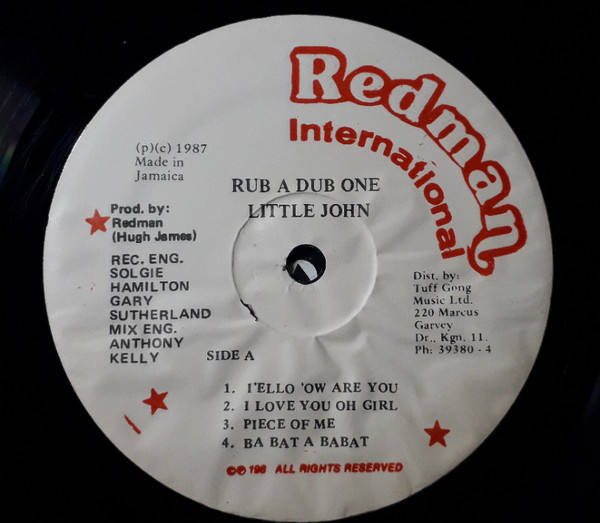 Redman
International
(p)(c) 1987
Made in
Jamaica
RUB A DUB ONE
LITTLE JOHN
Prod. by:
Redman
(Hugh James)
REC. ENG.
SOLGIE
HAMILTON
GARY
SUTHERLAND
MIX ENG.
ANTHONY
KELLY
Dist. by:
Tuff Gong
Music Ltd.
220 Marcus
Garvey
Dr., Kgn, 11.
Ph: 39380 - 4
SIDE A
1. I'ELLO 'OW ARE YOU
2. I LOVE YOU OH GIRL
3. PIECE OF ME
4. BA BAT A BABAT
©℗ 198 ALL RIGHTS RESERVED